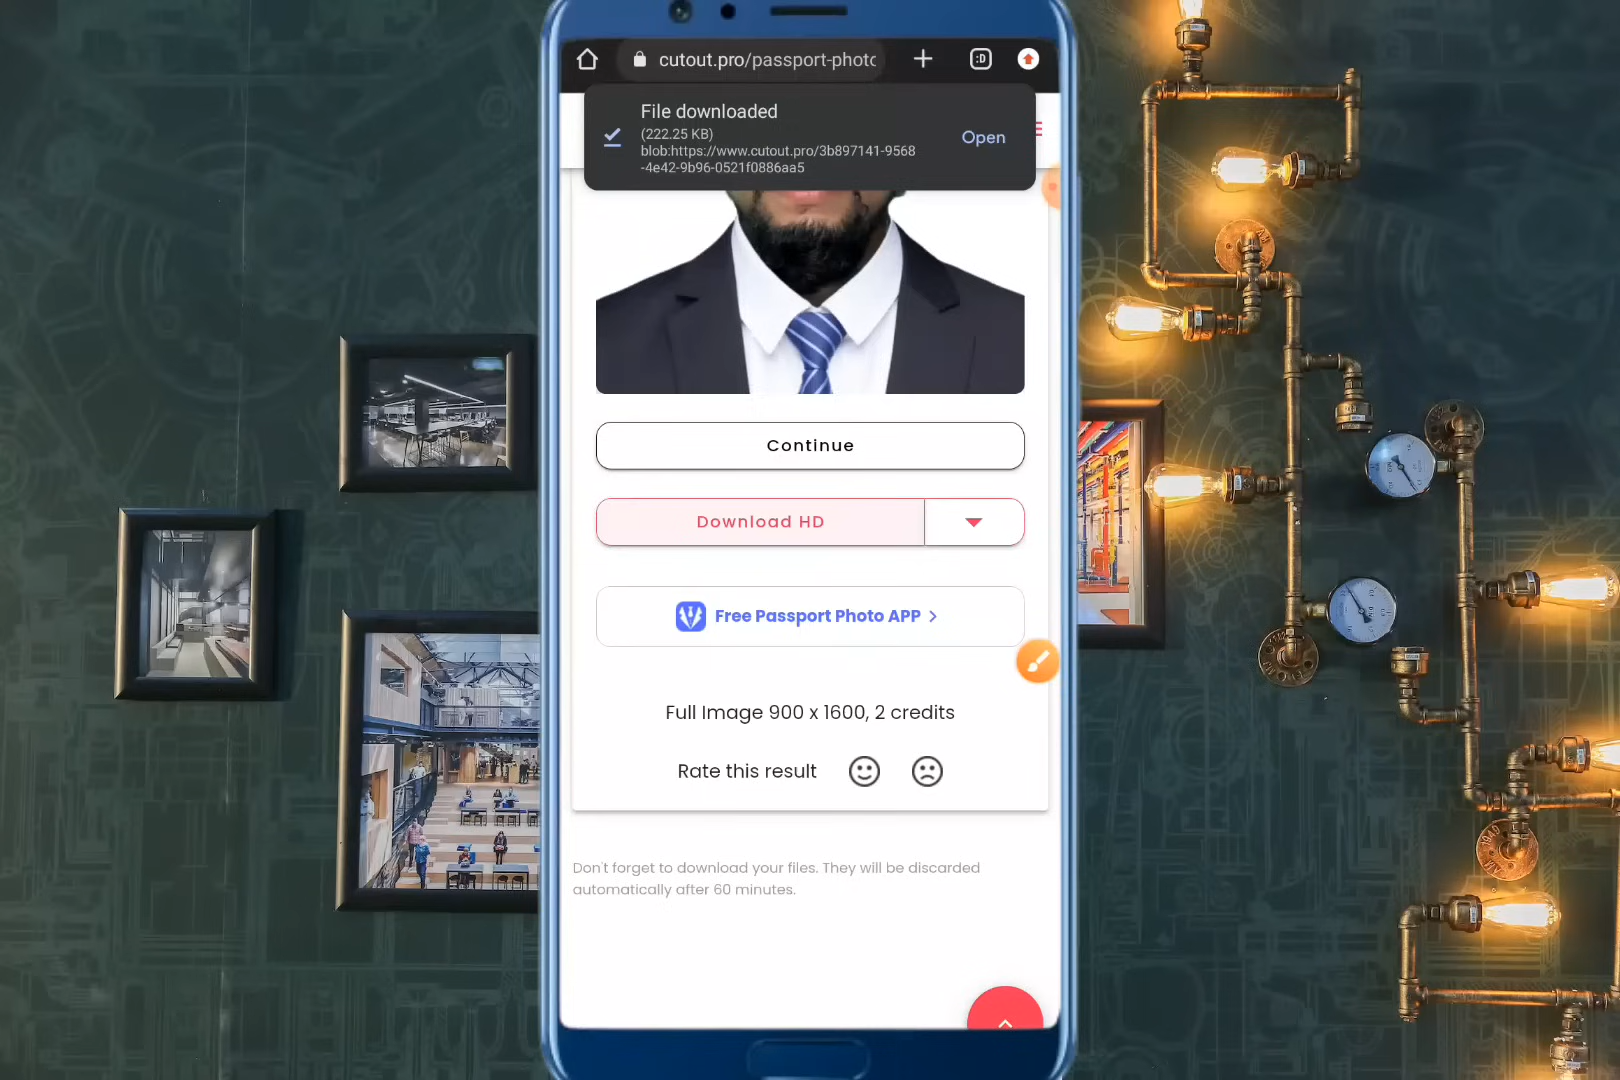 cutout.pro/passport-photo
:D
File downloaded
(222.25 KB)
blob:https://www.cutout.pro/3b897141-9568
-4e42-9b96-0521f0886aa5
Open
Continue
Download HD
Free Passport Photo APP >
Full Image 900 x 1600, 2 credits
Rate this result
Don't forget to download your files. They will be discarded
automatically after 60 minutes.